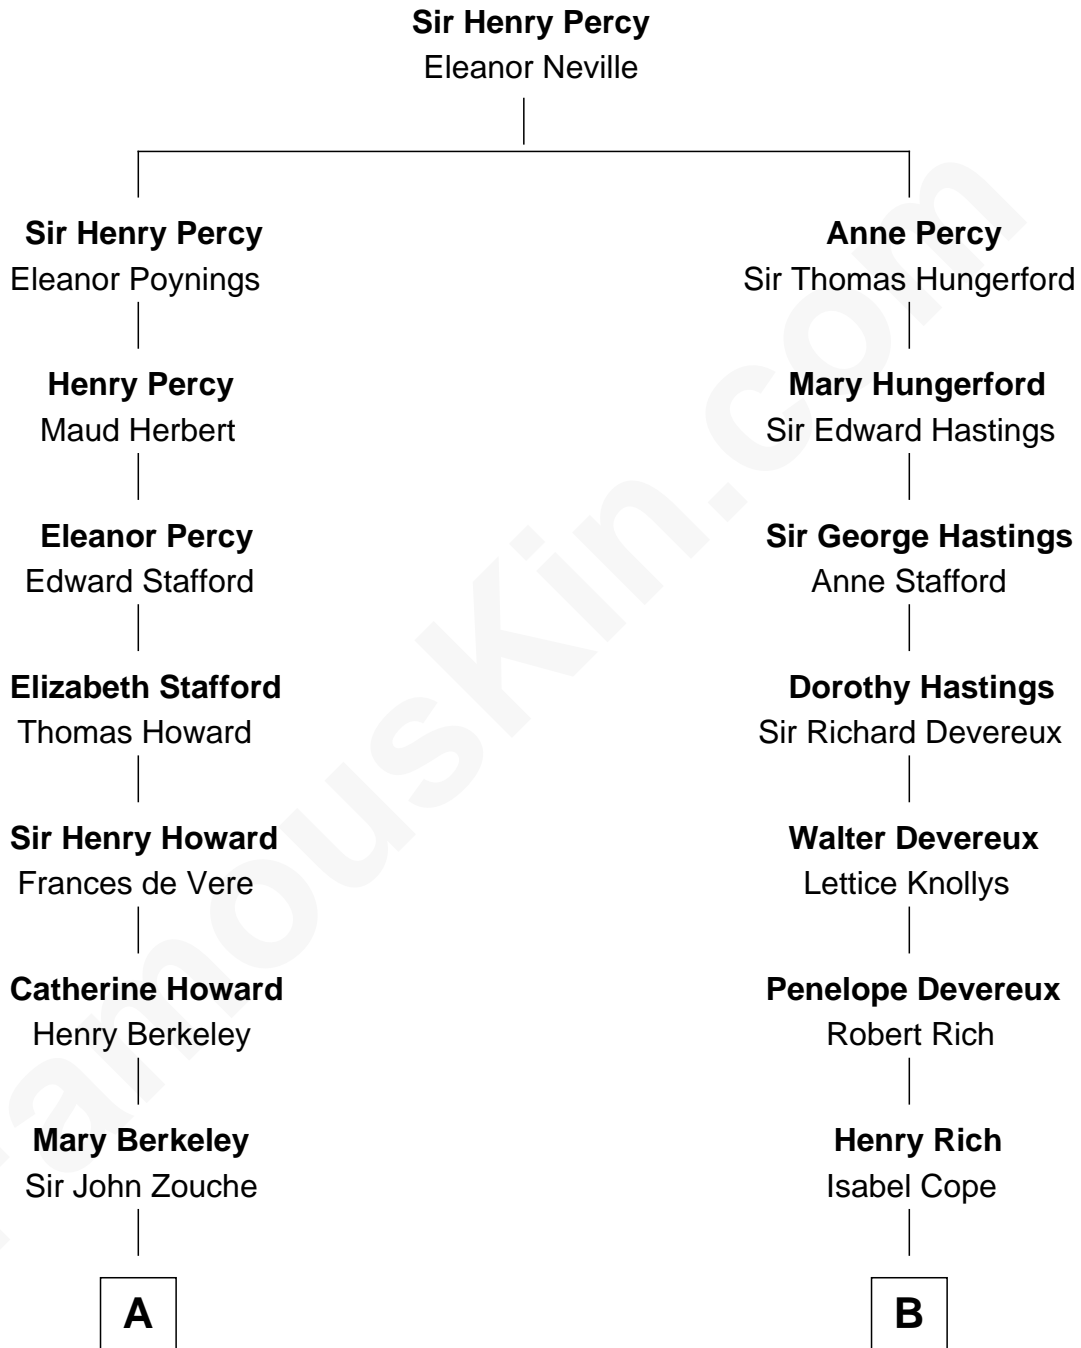 Sir Henry Percy
Eleanor Neville
Sir Henry Percy
Eleanor Poynings
Henry Percy
Maud Herbert
Eleanor Percy
Edward Stafford
Elizabeth Stafford
Thomas Howard
Sir Henry Howard
Frances de Vere
Catherine Howard
Henry Berkeley
Mary Berkeley
Sir John Zouche
A
Anne Percy
Sir Thomas Hungerford
Mary Hungerford
Sir Edward Hastings
Sir George Hastings
Anne Stafford
Dorothy Hastings
Sir Richard Devereux
Walter Devereux
Lettice Knollys
Penelope Devereux
Robert Rich
Henry Rich
Isabel Cope
B
FamousKin.com